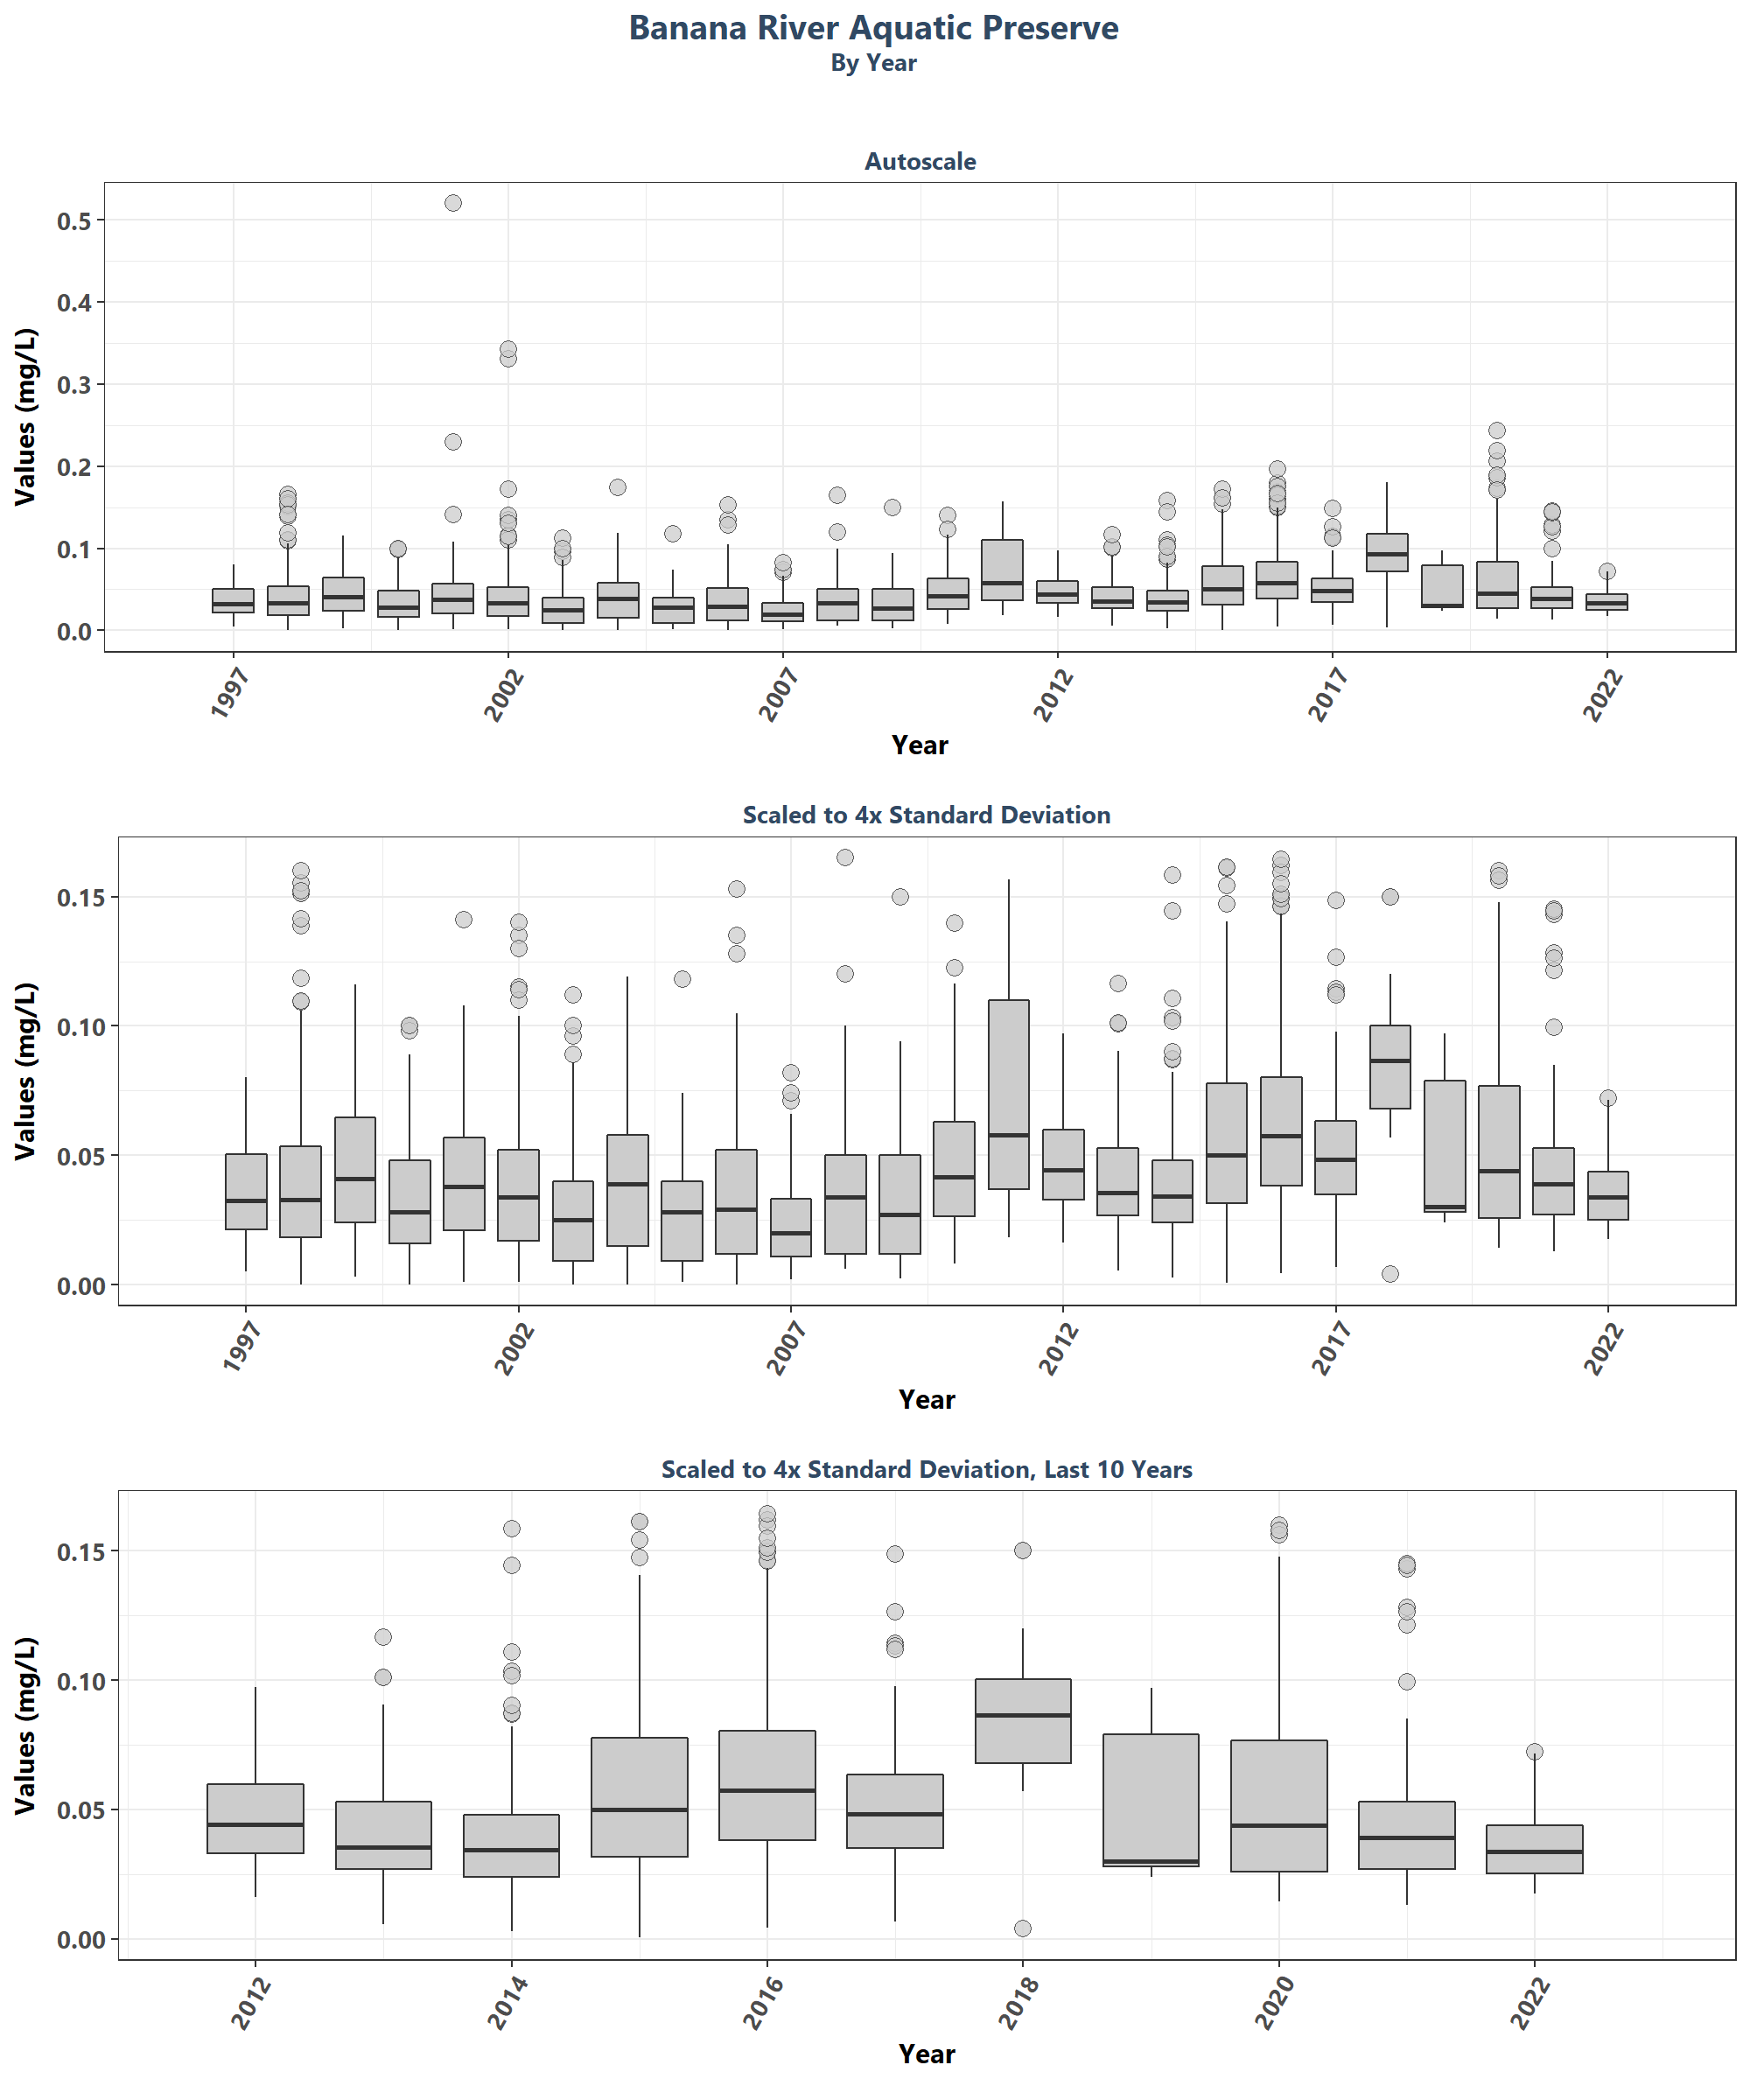 Banana River Aquatic Preserve
By Year
Autoscale
Values (mg/L)
0.5
0.4
0.3
0.2
0.1
0.0
1997 2002 2007 2012 2017 2022
Year
Scaled to 4x Standard Deviation
Values (mg/L)
0.15
0.10
0.05
0.00
1997 2002 2007 2012 2017 2022
Year
Scaled to 4x Standard Deviation, Last 10 Years
Values (mg/L)
0.15
0.10
0.05
0.00
2012 2014 2016 2018 2020 2022
Year